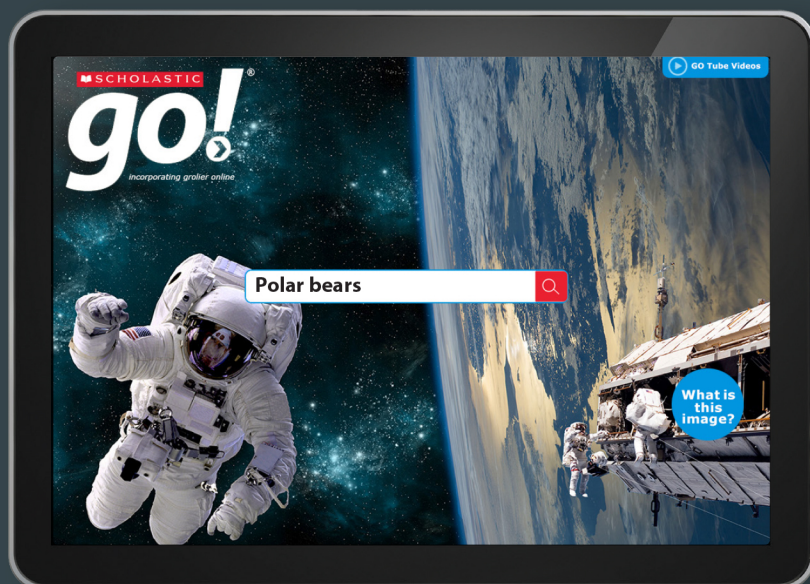 SCHOLASTIC
go!®
incorporating grolier online
GO Tube Videos
Polar bears
What is
this
image?